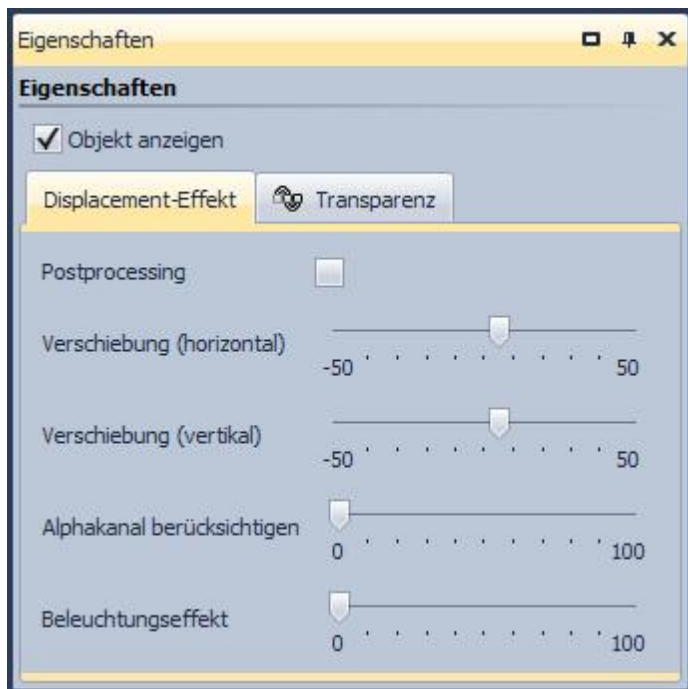 Eigenschaften
Eigenschaften
Objekt anzeigen
Displacement-Effekt Transparenz
Postprocessing
Verschiebung (horizontal)
-50 50
Verschiebung (vertikal)
-50 50
Alphakanal berücksichtigen
0 100
Beleuchtungseffekt
0 100